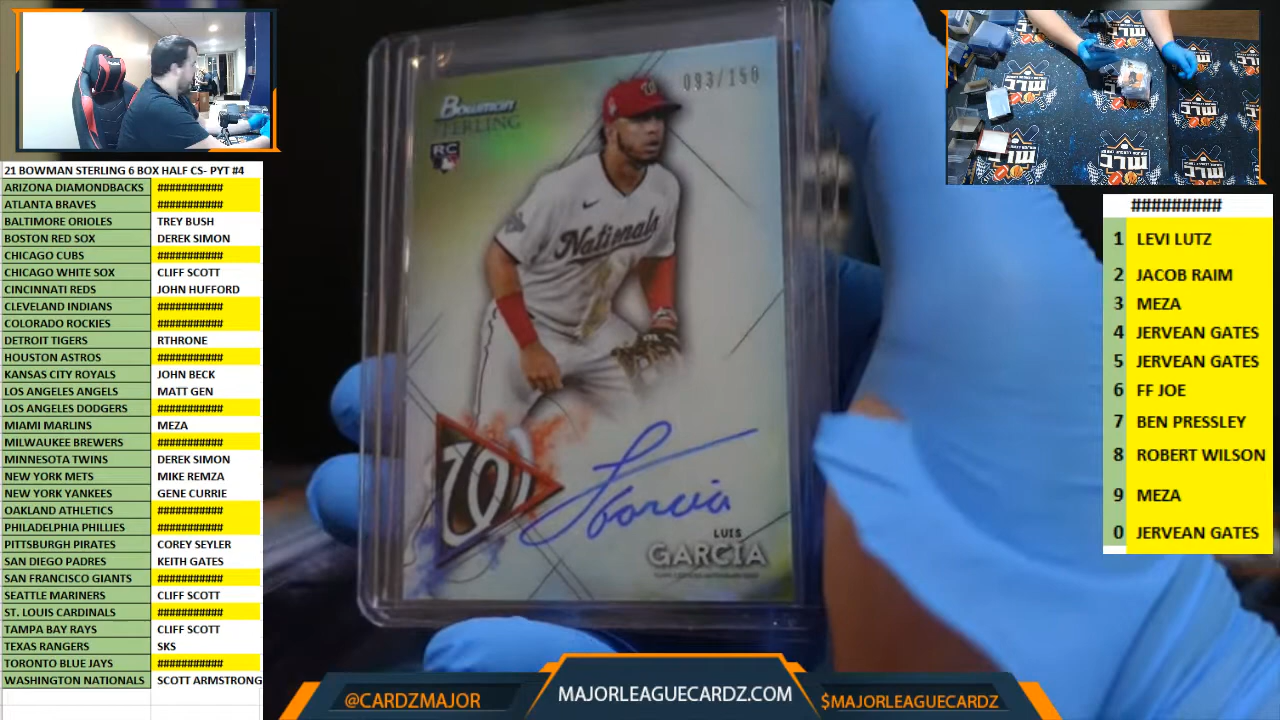 21 BOWMAN STERLING 6 BOX HALF CS- PYT #4
ARIZONA DIAMONDBACKS ###########
ATLANTA BRAVES ###########
BALTIMORE ORIOLES TREY BUSH
BOSTON RED SOX DEREK SIMON
CHICAGO CUBS ###########
CHICAGO WHITE SOX CLIFF SCOTT
CINCINNATI REDS JOHN HUFFORD
CLEVELAND INDIANS ###########
COLORADO ROCKIES ###########
DETROIT TIGERS RTHRONE
HOUSTON ASTROS ###########
KANSAS CITY ROYALS JOHN BECK
LOS ANGELES ANGELS MATT GEN
LOS ANGELES DODGERS ###########
MIAMI MARLINS MEZA
MILWAUKEE BREWERS ###########
MINNESOTA TWINS DEREK SIMON
NEW YORK METS MIKE REMZA
NEW YORK YANKEES GENE CURRIE
OAKLAND ATHLETICS ###########
PHILADELPHIA PHILLIES ###########
PITTSBURGH PIRATES COREY SEYLER
SAN DIEGO PADRES KEITH GATES
SAN FRANCISCO GIANTS ###########
SEATTLE MARINERS CLIFF SCOTT
ST. LOUIS CARDINALS ###########
TAMPA BAY RAYS CLIFF SCOTT
TEXAS RANGERS SKS
TORONTO BLUE JAYS ###########
WASHINGTON NATIONALS SCOTT ARMSTRONG
093/150
Bowman
STERLING
RC
Nationals
W
L Garcia
LUIS
GARCÍA
#########
1 LEVI LUTZ
2 JACOB RAIM
3 MEZA
4 JERVEAN GATES
5 JERVEAN GATES
6 FF JOE
7 BEN PRESSLEY
8 ROBERT WILSON
9 MEZA
0 JERVEAN GATES
@CARDZMAJOR
MAJORLEAGUECARDZ.COM
$MAJORLEAGUECARDZ